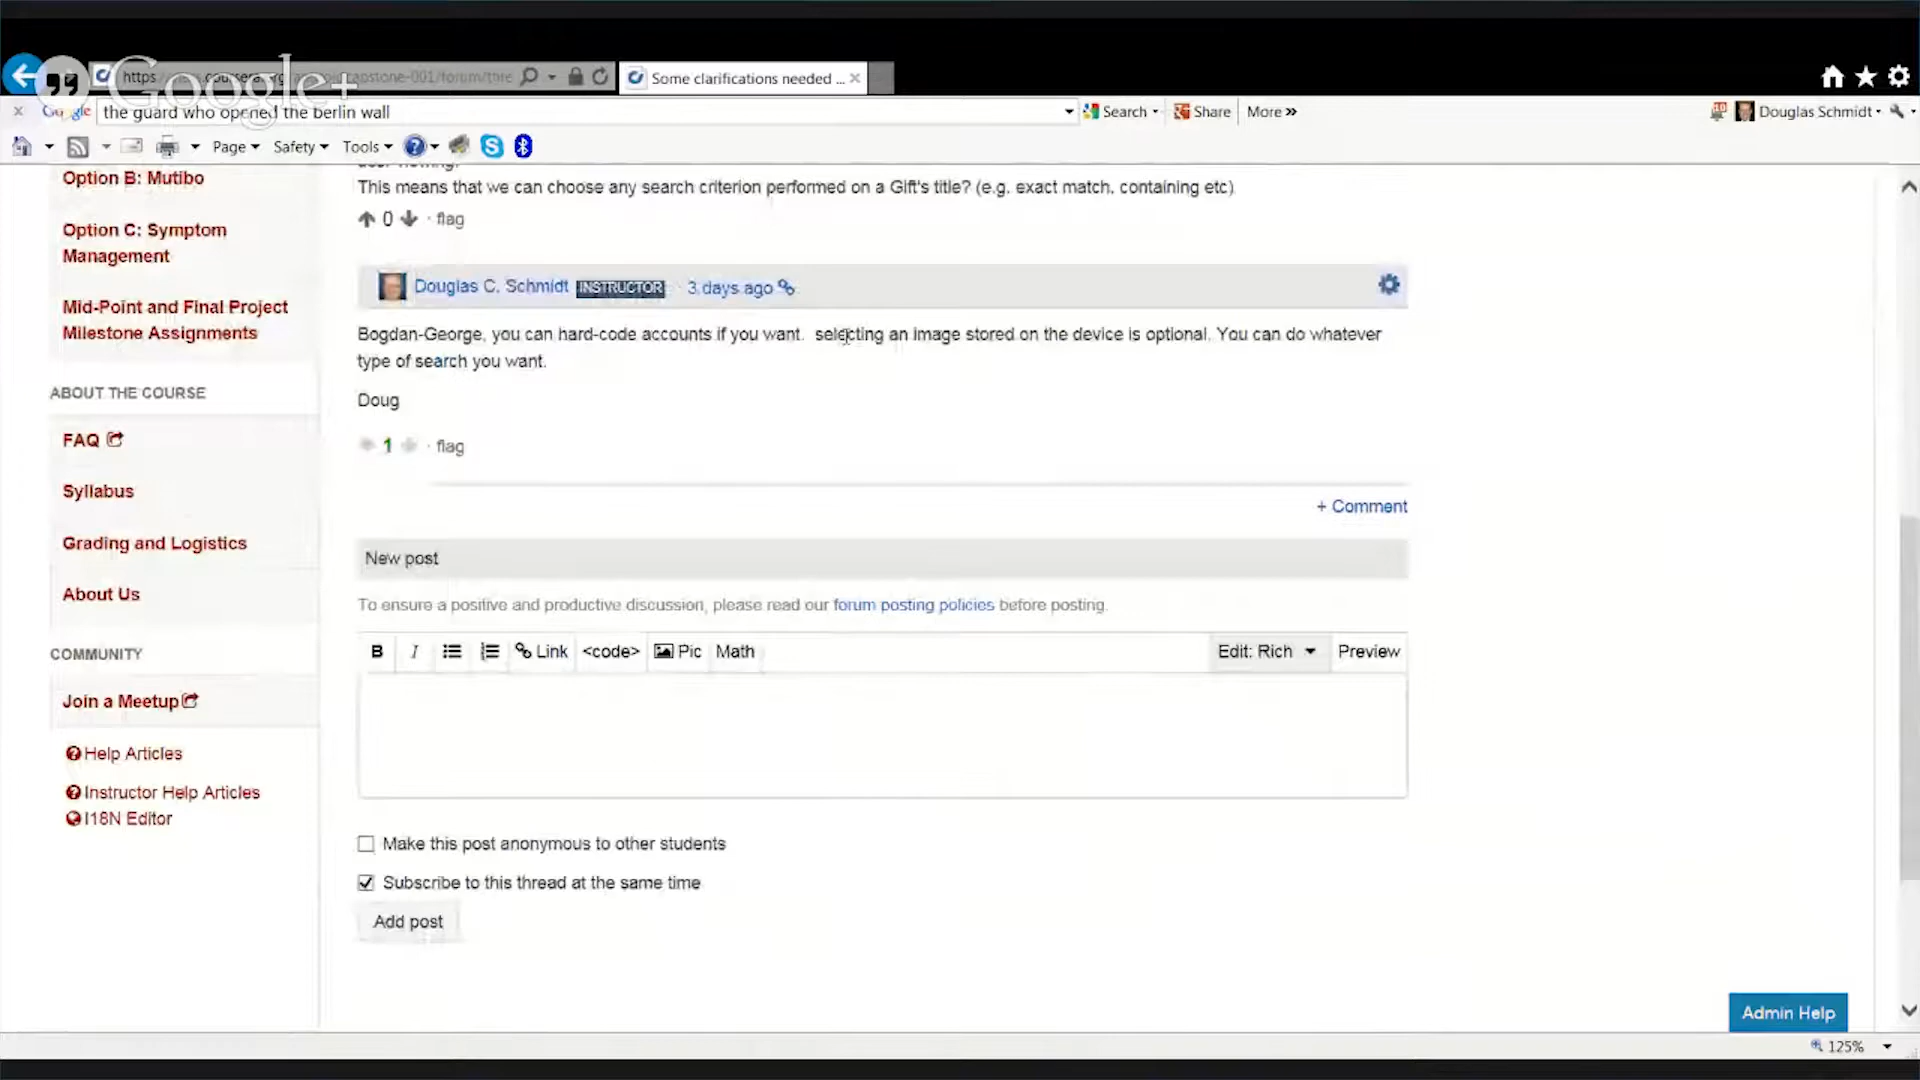 Google+
Some clarifications needed ...
Google the guard who opened the berlin wall
Search
Share
More »
Douglas Schmidt
Page
Safety
Tools
Option B: Mutibo
Option C: Symptom
Management
Mid-Point and Final Project
Milestone Assignments
ABOUT THE COURSE
FAQ
Syllabus
Grading and Logistics
About Us
COMMUNITY
Join a Meetup
Help Articles
Instructor Help Articles
I18N Editor
This means that we can choose any search criterion performed on a Gift's title? (e.g. exact match, containing etc)
0 · flag
Douglas C. Schmidt INSTRUCTOR · 3 days ago
Bogdan-George, you can hard-code accounts if you want. selecting an image stored on the device is optional. You can do whatever
type of search you want.
Doug
1 · flag
+ Comment
New post
To ensure a positive and productive discussion, please read our forum posting policies before posting.
B I Link <code> Pic Math Edit: Rich Preview
Make this post anonymous to other students
Subscribe to this thread at the same time
Add post
Admin Help
125%